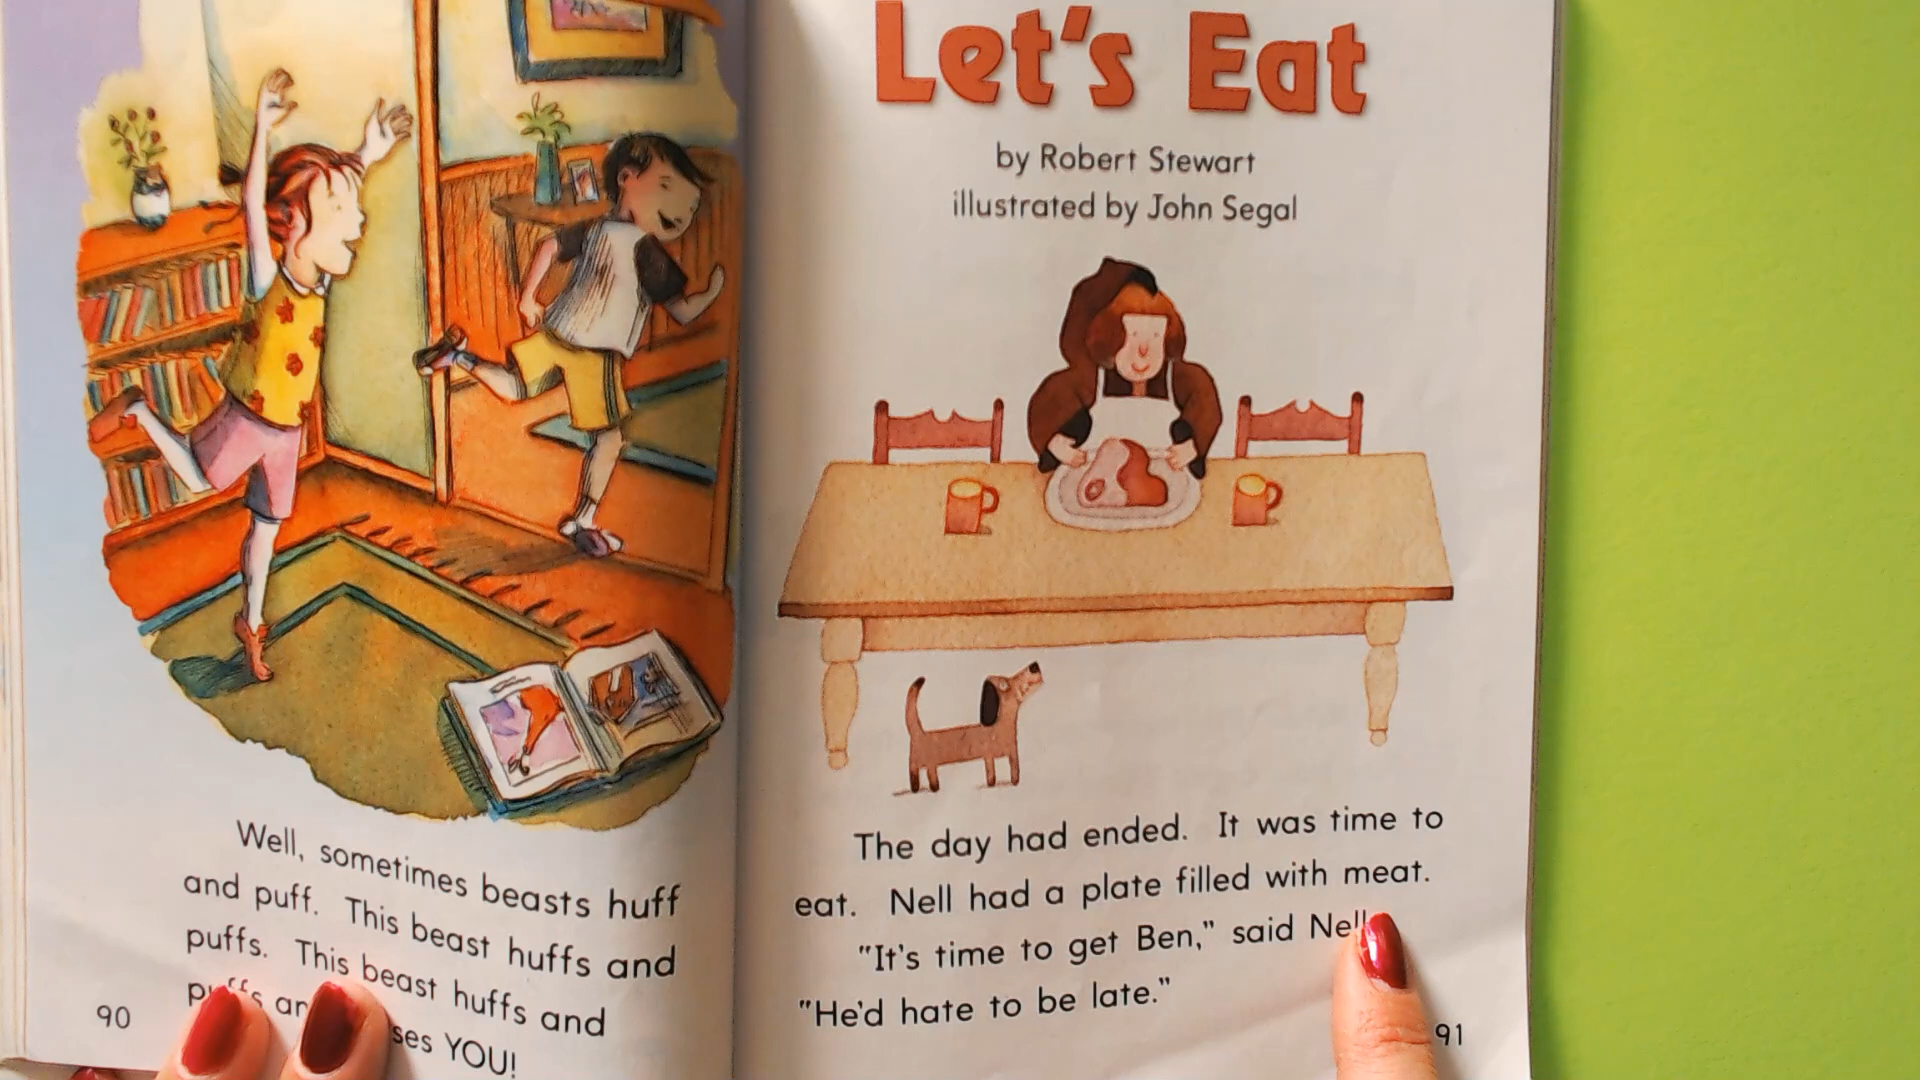 Well, sometimes beasts huff
and puff. This beast huffs and
puffs. This beast huffs and
YOU!
90
Let's Eat
by Robert Stewart
illustrated by John Segal
The day had ended. It was time to
eat. Nell had a plate filled with meat.
"It's time to get Ben," said Nell
"He'd hate to be late."
91